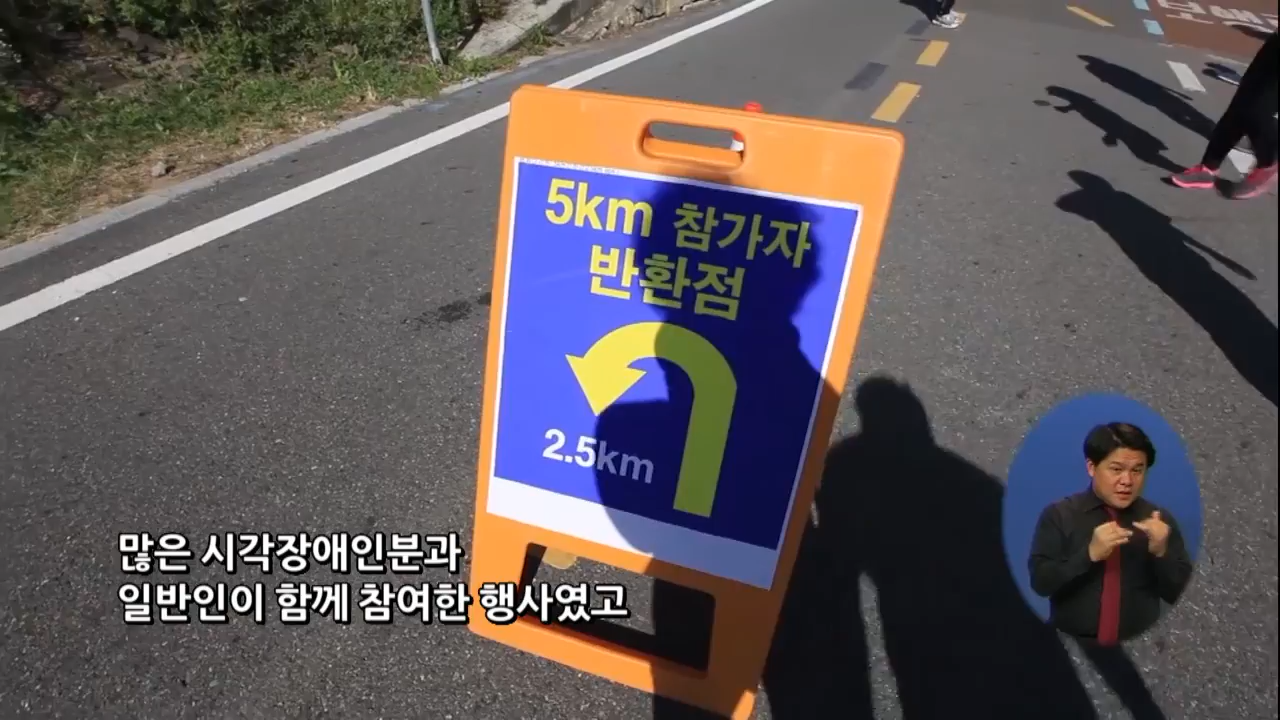 5km 참가자
반환점
2.5km
많은 시각장애인분과
일반인이 함께 참여한 행사였고